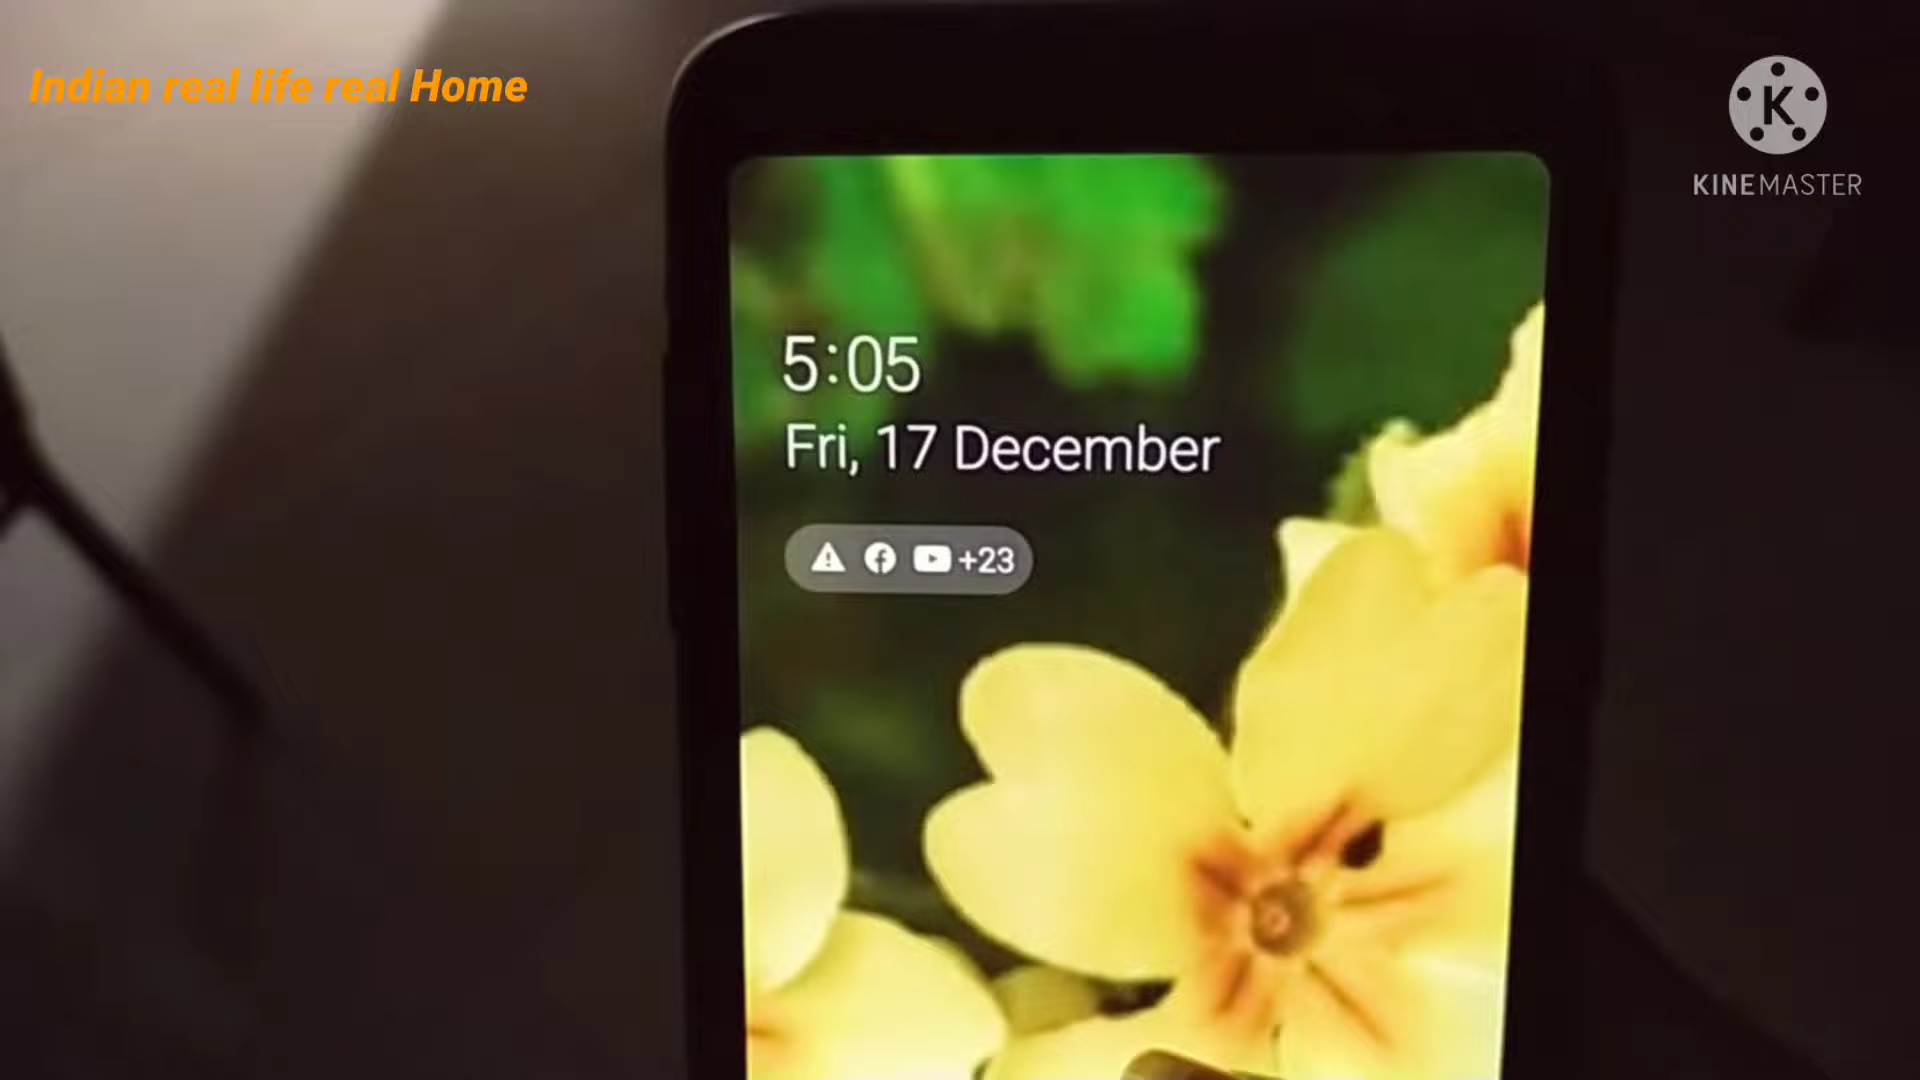 Indian real life real Home
K
KINEMASTER
5:05
Fri, 17 December
+23